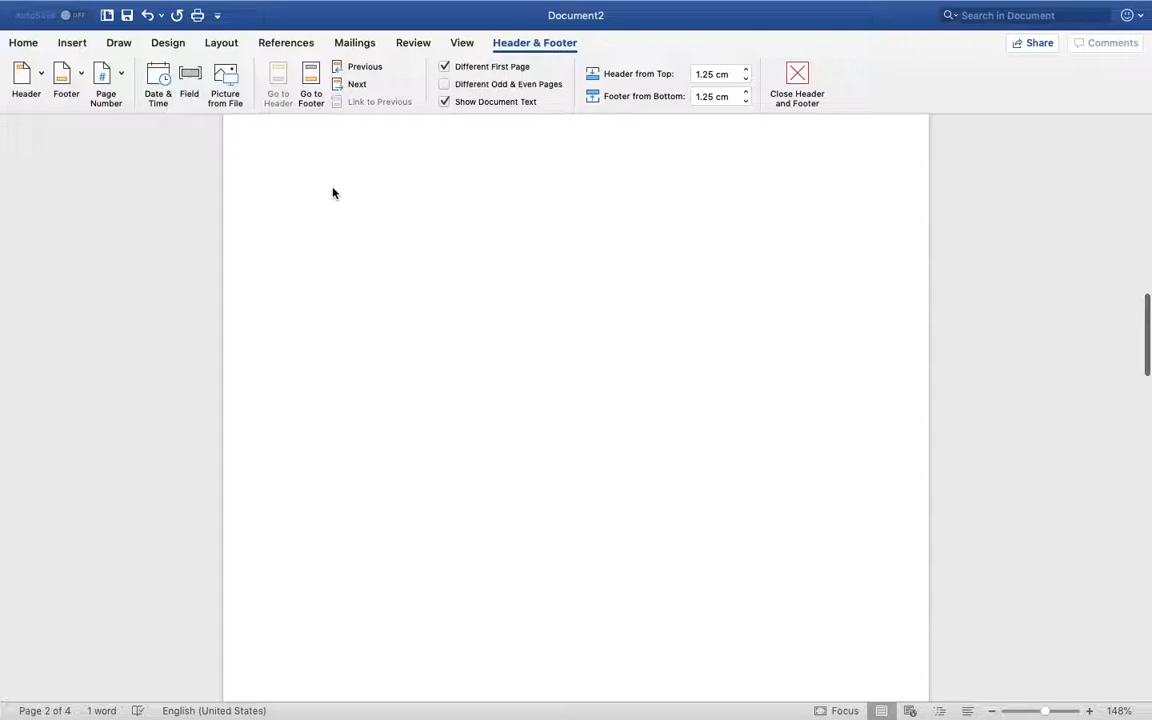 AutoSave OFF Document2 Search in Document
Home Insert Draw Design Layout References Mailings Review View Header & Footer Share Comments
Header Footer Page Number # Date & Time Field Picture from File Go to Header Go to Footer
Previous
Next
Link to Previous
Different First Page
Different Odd & Even Pages
Show Document Text
Header from Top: 1.25 cm
Footer from Bottom: 1.25 cm
Close Header and Footer
Page 2 of 4 1 word English (United States) Focus 148%